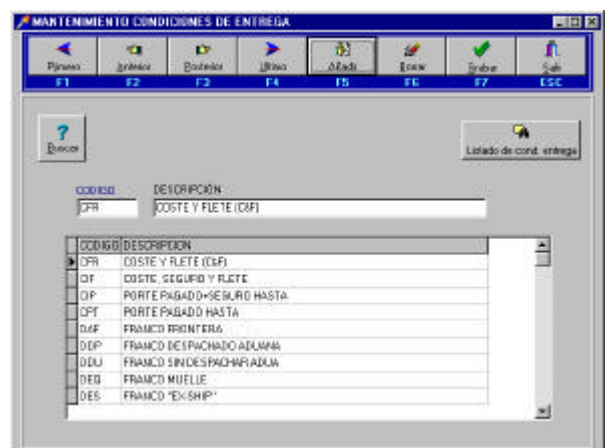 MANTENIMIENTO CONDICIONES DE ENTREGA
Primero Anterior Posterior Ultimo Añadir Borrar Grabar Salir
F1 F2 F3 F4 F5 F6 F7 ESC
Buscar
Listado de cond. entrega
CODIGO DESCRIPCIÓN
CFR COSTE Y FLETE (C&F)
CODIGO DESCRIPCION
CFR COSTE Y FLETE (C&F)
CIF COSTE, SEGURO Y FLETE
CIP PORTE PAGADO+SEGURO HASTA
CPT PORTE PAGADO HASTA
DAF FRANCO FRONTERA
DDP FRANCO DESPACHADO ADUANA
DDU FRANCO SIN DESPACHAR ADUA
DEQ FRANCO MUELLE
DES FRANCO "EX-SHIP"